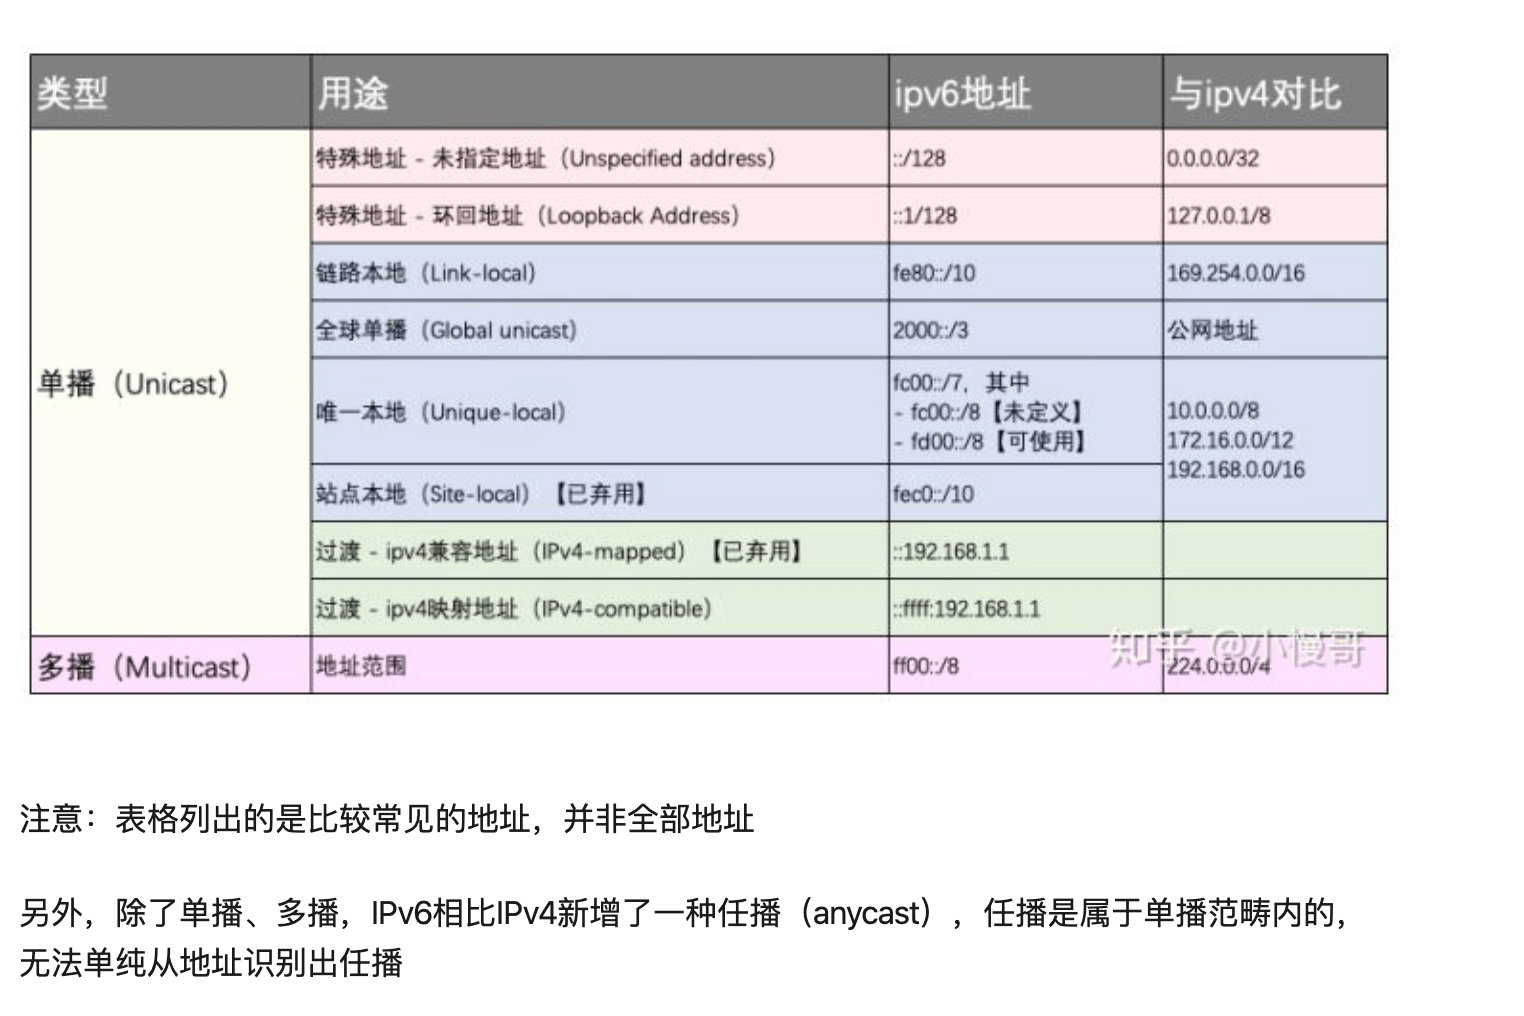 类型 用途 ipv6地址 与ipv4对比
单播（Unicast）
特殊地址 - 未指定地址（Unspecified address） ::/128 0.0.0.0/32
特殊地址 - 环回地址（Loopback Address） ::1/128 127.0.0.1/8
链路本地（Link-local） fe80::/10 169.254.0.0/16
全球单播（Global unicast） 2000::/3 公网地址
唯一本地（Unique-local）
fc00::/7，其中
- fc00::/8【未定义】
- fd00::/8【可使用】
10.0.0.0/8
172.16.0.0/12
192.168.0.0/16
站点本地（Site-local）【已弃用】 fec0::/10
过渡 - ipv4兼容地址（IPv4-mapped）【已弃用】 ::192.168.1.1
过渡 - ipv4映射地址（IPv4-compatible） ::ffff:192.168.1.1
多播（Multicast） 地址范围 ff00::/8 224.0.0.0/4
知乎 @小慢哥
注意：表格列出的是比较常见的地址，并非全部地址
另外，除了单播、多播，IPv6相比IPv4新增了一种任播（anycast），任播是属于单播范畴内的，
无法单纯从地址识别出任播